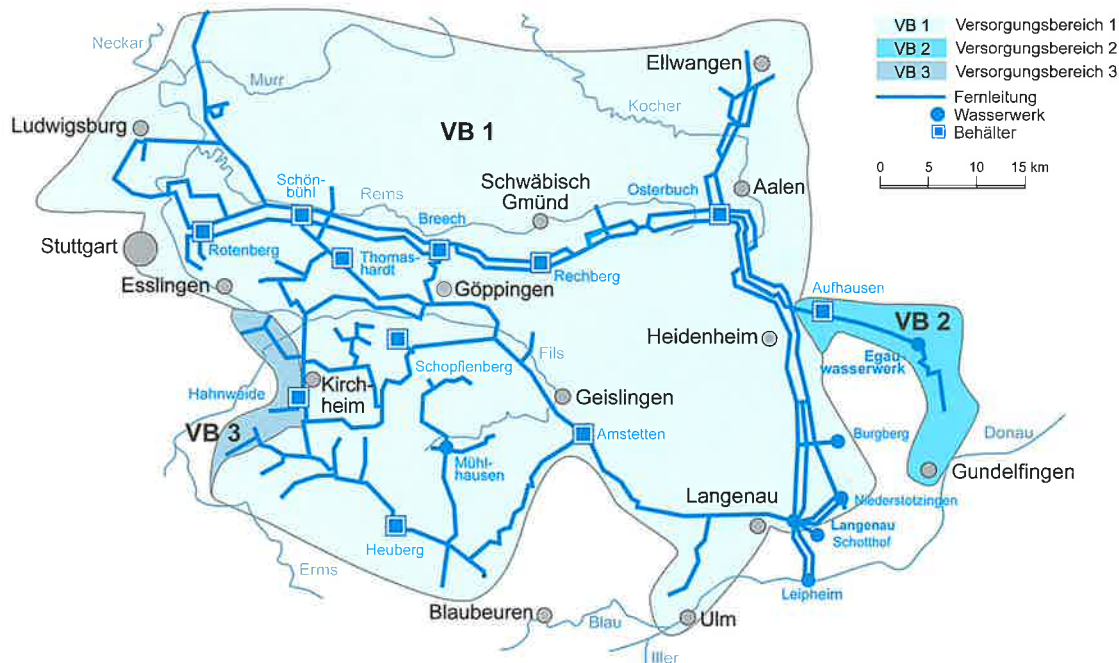 Neckar
Murr
Ludwigsburg
VB 1
Ellwangen
Kocher
VB 1 Versorgungsbereich 1
VB 2 Versorgungsbereich 2
VB 3 Versorgungsbereich 3
Fernleitung
Wasserwerk
Behälter
0 5 10 15 km
Schön-
bühl
Rems
Breech
Schwäbisch
Gmünd
Osterbuch
Aalen
Stuttgart
Rotenberg
Thomas-
hardt
Rechberg
Esslingen
Göppingen
Aufhausen
VB 2
Heidenheim
Egau-
wasserwerk
Schopflenberg
Fils
Hahnweide
Kirch-
heim
Geislingen
VB 3
Amstetten
Burgberg
Donau
Gundelfingen
Mühl-
hausen
Langenau
Niederstotzingen
Langenau
Schotthof
Heuberg
Erms
Leipheim
Blaubeuren
Blau
Ulm
Iller